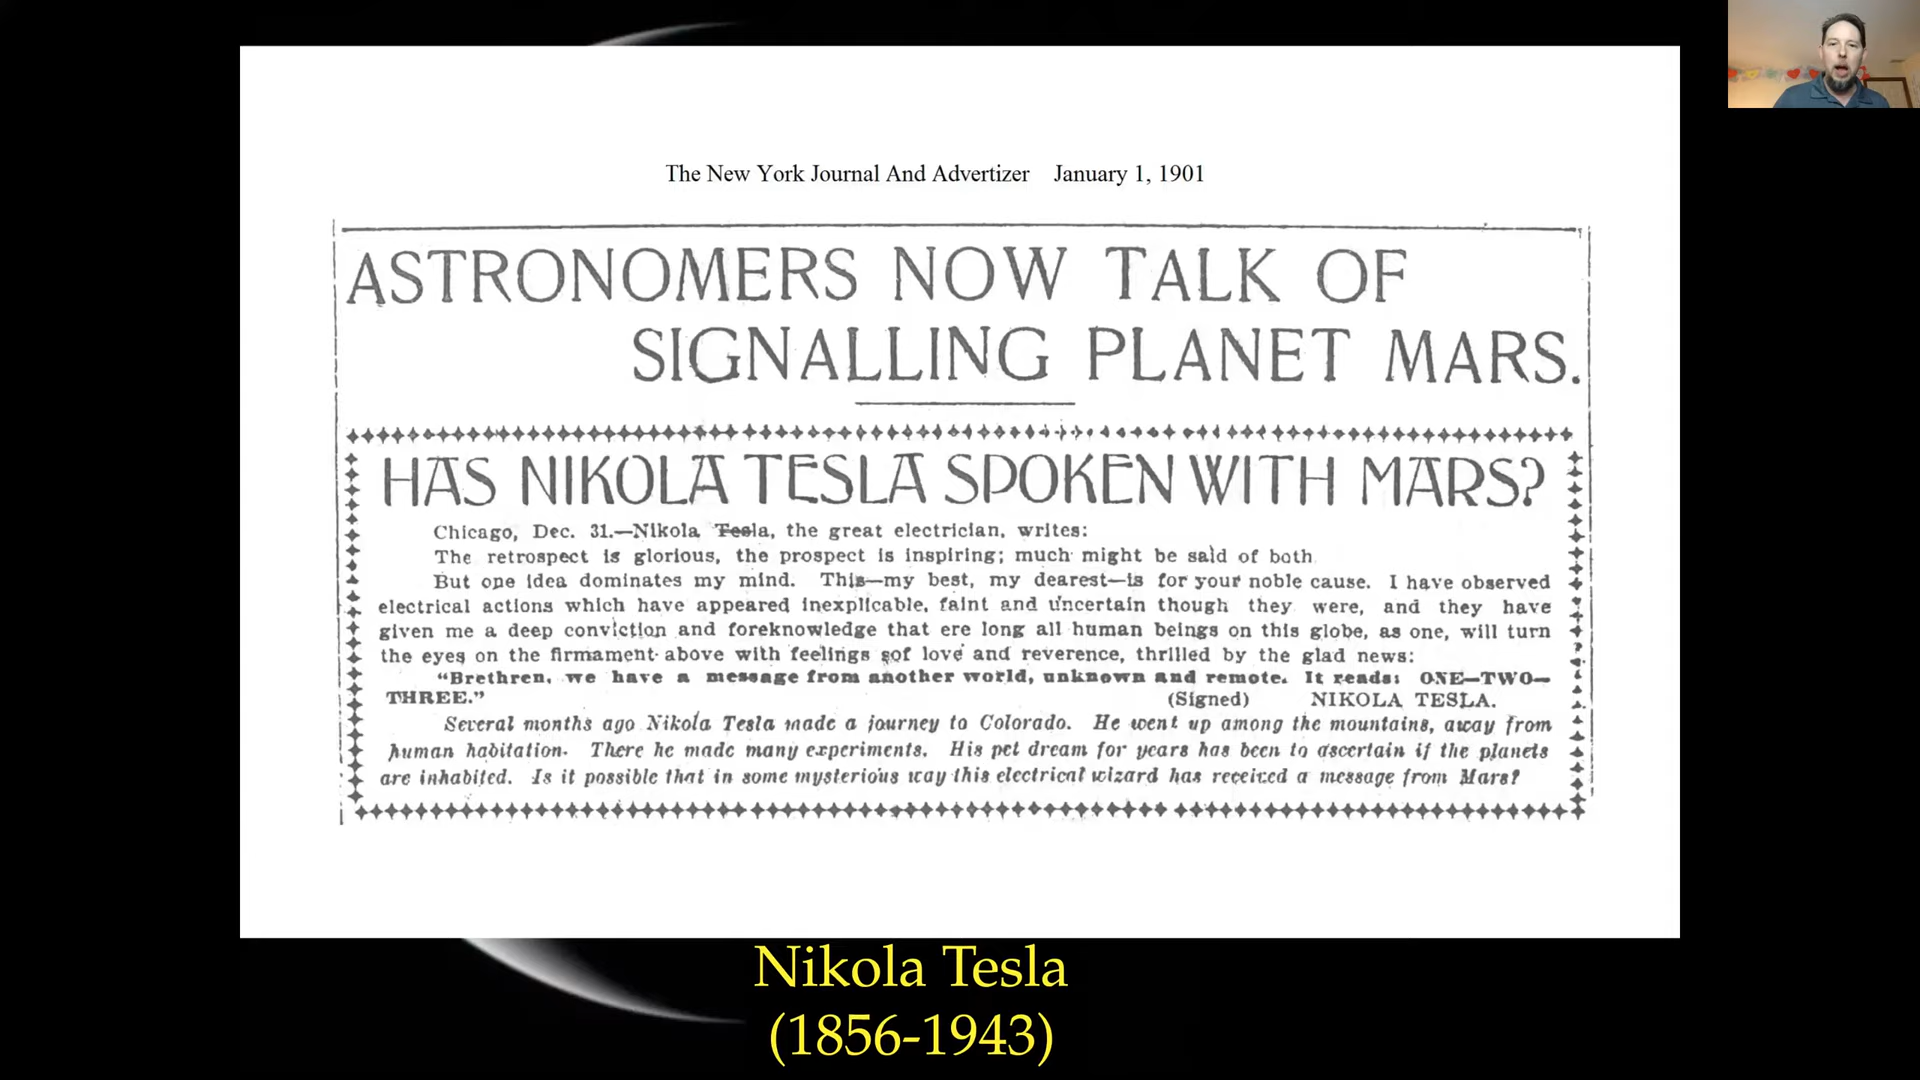 The New York Journal And Advertizer January 1, 1901
ASTRONOMERS NOW TALK OF
SIGNALLING PLANET MARS.
HAS NIKOLA TESLA SPOKEN WITH MARS?
Chicago, Dec. 31.—Nikola Tesla, the great electrician, writes:
The retrospect is glorious, the prospect is inspiring; much might be said of both
But one idea dominates my mind. This—my best, my dearest—is for your noble cause. I have observed
electrical actions which have appeared inexplicable, faint and uncertain though they were, and they have
given me a deep conviction and foreknowledge that ere long all human beings on this globe, as one, will turn
the eyes on the firmament above with feelings sof love and reverence, thrilled by the glad news:
"Brethren, we have a message from another world, unknown and remote. It reads: ONE—TWO—
THREE." (Signed) NIKOLA TESLA.
Several months ago Nikola Tesla made a journey to Colorado. He went up among the mountains, away from
human habitation. There he made many experiments. His pet dream for years has been to ascertain if the planets
are inhabited. Is it possible that in some mysterious way this electrical wizard has received a message from Mars?
Nikola Tesla
(1856-1943)